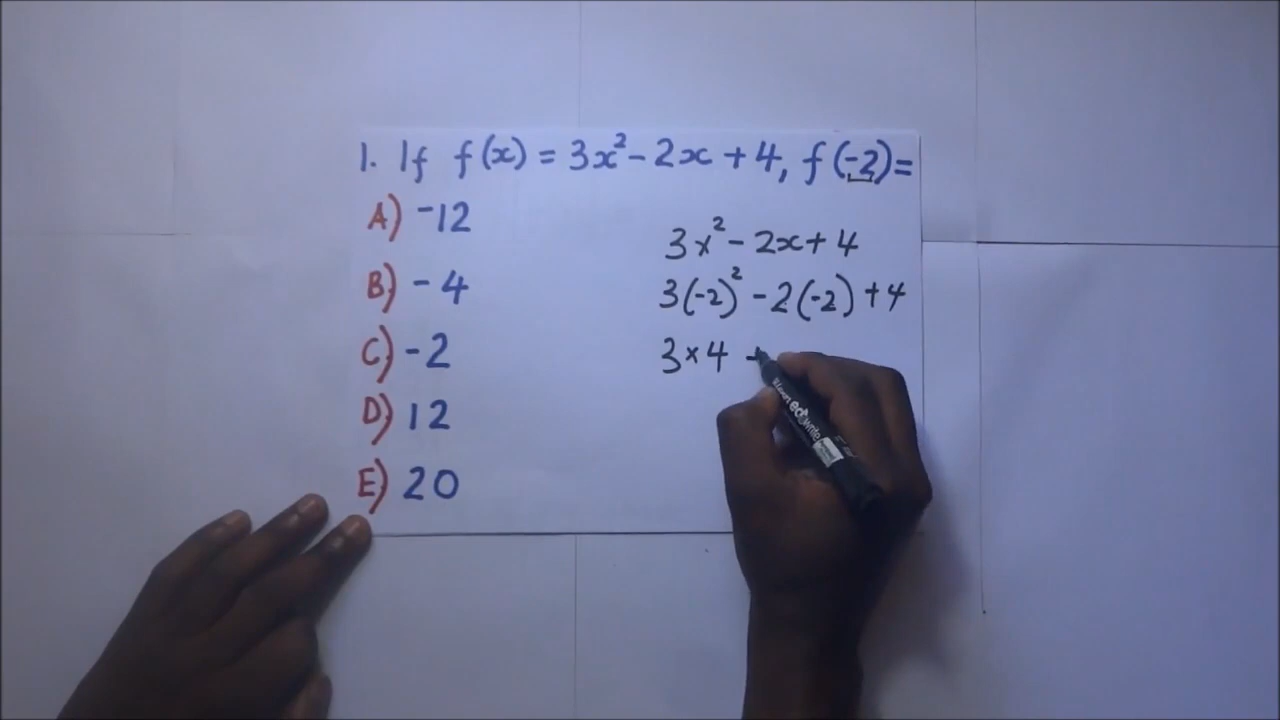 1. If f(x) = 3x² - 2x + 4, f(-2) =
A) -12
B) -4
C) -2
D) 12
E) 20
3x² - 2x + 4
3(-2)² - 2(-2) + 4
3×4 +